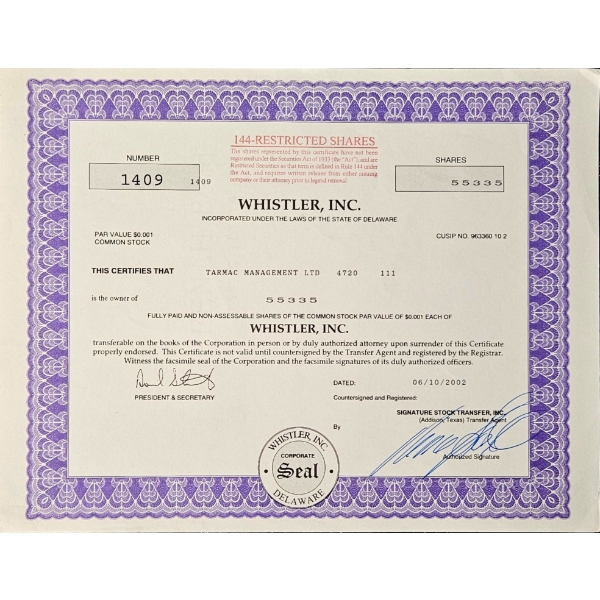 144-RESTRICTED SHARES
The shares represented by this certificate have not been
registered under the Securities Act of 1933 (the "Act"), and are
Restricted Securities as that term is defined in Rule 144 under
the Act, and requires written release from either issuing
company or their attorney prior to legend removal.
NUMBER
1409
1409
SHARES
55335
WHISTLER, INC.
INCORPORATED UNDER THE LAWS OF THE STATE OF DELAWARE
PAR VALUE $0.001
COMMON STOCK
CUSIP NO. 963360 10 2
THIS CERTIFIES THAT TARMAC MANAGEMENT LTD 4720 111
is the owner of 55335
FULLY PAID AND NON-ASSESSABLE SHARES OF THE COMMON STOCK PAR VALUE OF $0.001 EACH OF
WHISTLER, INC.
transferable on the books of the Corporation in person or by duly authorized attorney upon surrender of this Certificate
properly endorsed. This Certificate is not valid until countersigned by the Transfer Agent and registered by the Registrar.
Witness the facsimile seal of the Corporation and the facsimile signatures of its duly authorized officers.
PRESIDENT & SECRETARY
DATED: 06/10/2002
Countersigned and Registered:
SIGNATURE STOCK TRANSFER, INC.
(Addison, Texas) Transfer Agent
By
Authorized Signature
WHISTLER, INC.
CORPORATE
Seal
DELAWARE